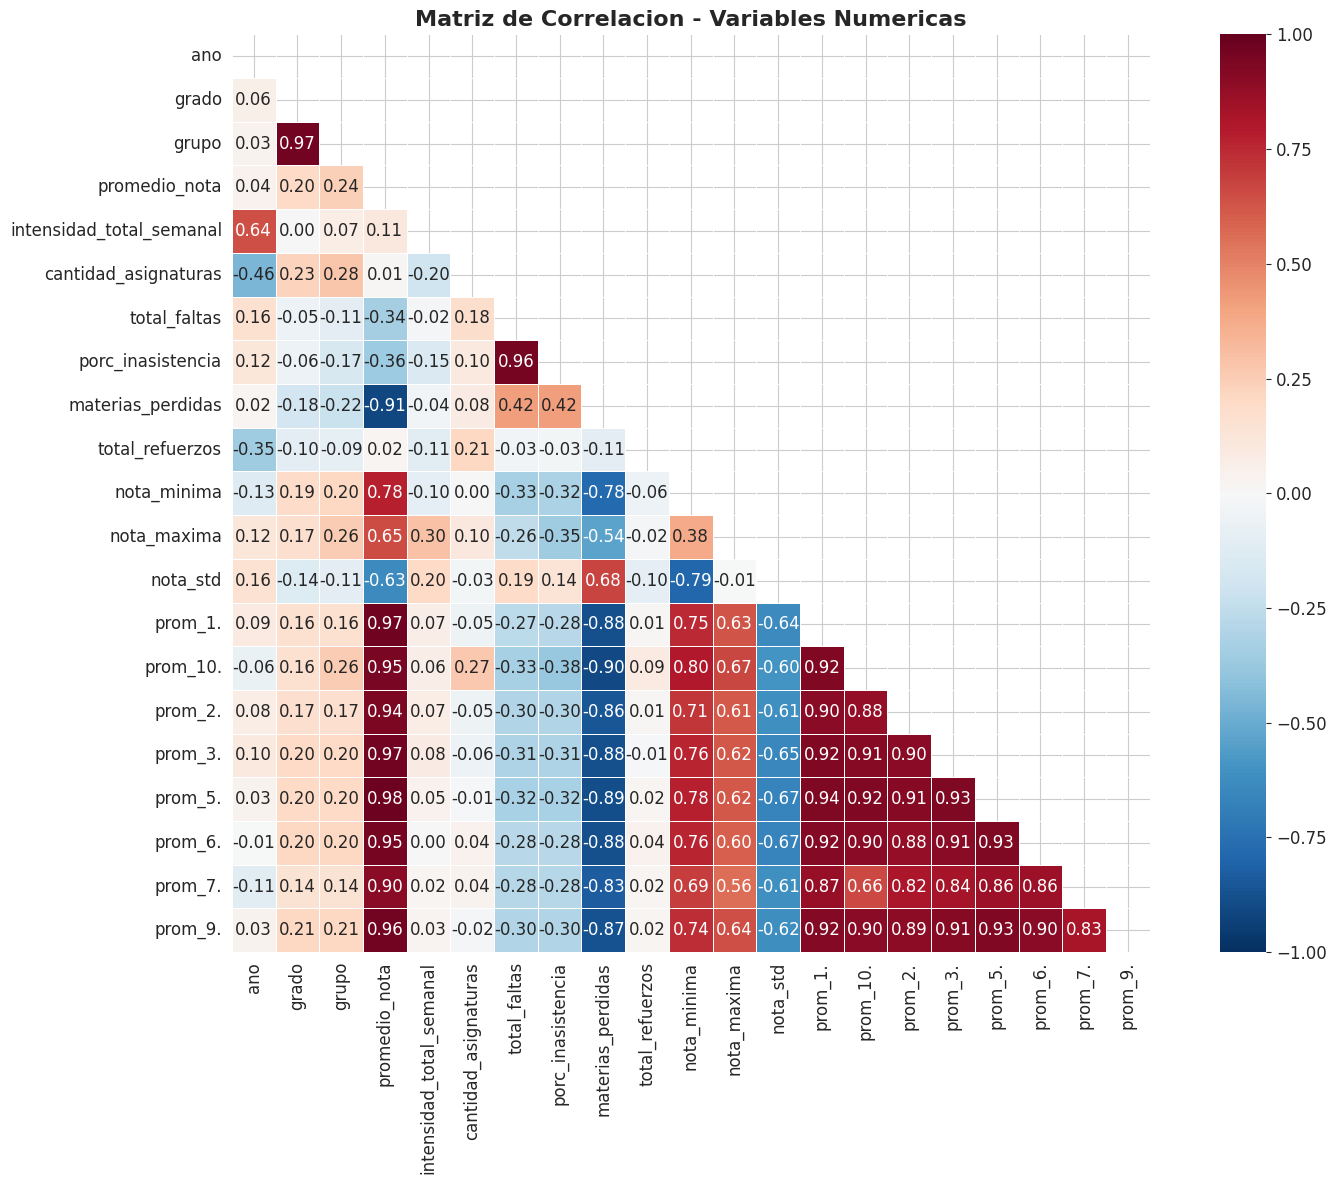 Matriz de Correlacion - Variables Numericas
ano
grado 0.06
grupo 0.03 0.97
promedio_nota 0.04 0.20 0.24
intensidad_total_semanal 0.64 0.00 0.07 0.11
cantidad_asignaturas -0.46 0.23 0.28 0.01 -0.20
total_faltas 0.16 -0.05 -0.11 -0.34 -0.02 0.18
porc_inasistencia 0.12 -0.06 -0.17 -0.36 -0.15 0.10 0.96
materias_perdidas 0.02 -0.18 -0.22 -0.91 -0.04 0.08 0.42 0.42
total_refuerzos -0.35 -0.10 -0.09 0.02 -0.11 0.21 -0.03 -0.03 -0.11
nota_minima -0.13 0.19 0.20 0.78 -0.10 0.00 -0.33 -0.32 -0.78 -0.06
nota_maxima 0.12 0.17 0.26 0.65 0.30 0.10 -0.26 -0.35 -0.54 -0.02 0.38
nota_std 0.16 -0.14 -0.11 -0.63 0.20 -0.03 0.19 0.14 0.68 -0.10 -0.79 -0.01
prom_1. 0.09 0.16 0.16 0.97 0.07 -0.05 -0.27 -0.28 -0.88 0.01 0.75 0.63 -0.64
prom_10. -0.06 0.16 0.26 0.95 0.06 0.27 -0.33 -0.38 -0.90 0.09 0.80 0.67 -0.60 0.92
prom_2. 0.08 0.17 0.17 0.94 0.07 -0.05 -0.30 -0.30 -0.86 0.01 0.71 0.61 -0.61 0.90 0.88
prom_3. 0.10 0.20 0.20 0.97 0.08 -0.06 -0.31 -0.31 -0.88 -0.01 0.76 0.62 -0.65 0.92 0.91 0.90
prom_5. 0.03 0.20 0.20 0.98 0.05 -0.01 -0.32 -0.32 -0.89 0.02 0.78 0.62 -0.67 0.94 0.92 0.91 0.93
prom_6. -0.01 0.20 0.20 0.95 0.00 0.04 -0.28 -0.28 -0.88 0.04 0.76 0.60 -0.67 0.92 0.90 0.88 0.91 0.93
prom_7. -0.11 0.14 0.14 0.90 0.02 0.04 -0.28 -0.28 -0.83 0.02 0.69 0.56 -0.61 0.87 0.66 0.82 0.84 0.86 0.86
prom_9. 0.03 0.21 0.21 0.96 0.03 -0.02 -0.30 -0.30 -0.87 0.02 0.74 0.64 -0.62 0.92 0.90 0.89 0.91 0.93 0.90 0.83
ano
grado
grupo
promedio_nota
intensidad_total_semanal
cantidad_asignaturas
total_faltas
porc_inasistencia
materias_perdidas
total_refuerzos
nota_minima
nota_maxima
nota_std
prom_1.
prom_10.
prom_2.
prom_3.
prom_5.
prom_6.
prom_7.
prom_9.
1.00
0.75
0.50
0.25
0.00
−0.25
−0.50
−0.75
−1.00